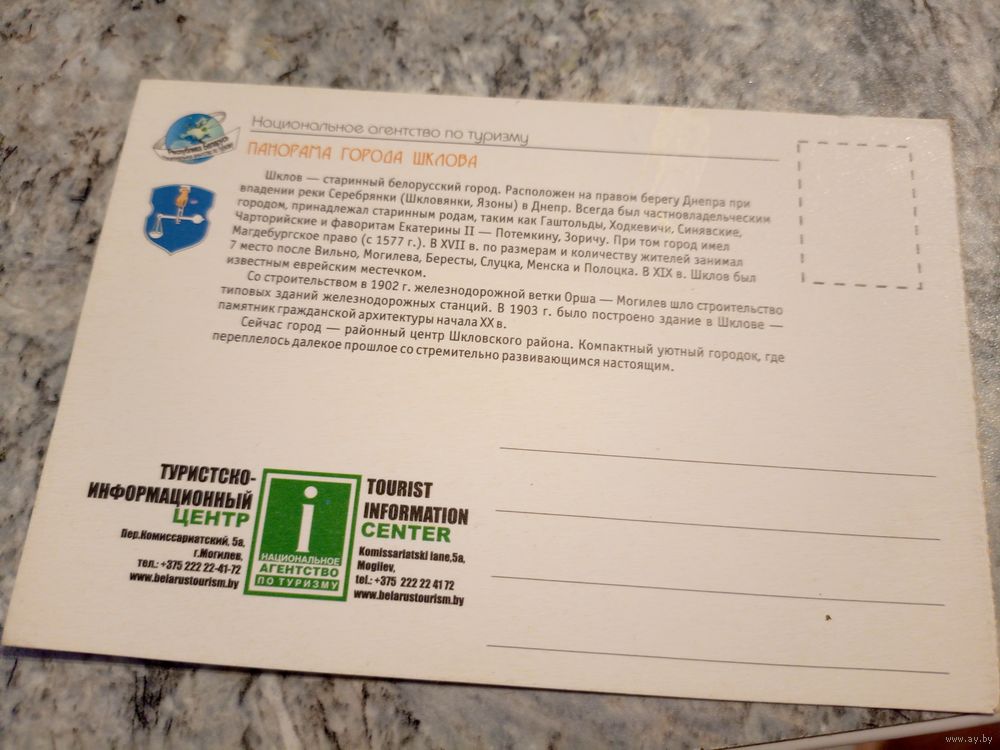 Национальное агентство по туризму
ПАНОРАМА ГОРОДА ШКЛОВА
Республика Беларусь
Шклов — старинный белорусский город. Расположен на правом берегу Днепра при
впадении реки Серебрянки (Шкловянки, Язоны) в Днепр. Всегда был частновладельческим
городом, принадлежал старинным родам, таким как Гаштольды, Ходкевичи, Синявские,
Чарторийские и фаворитам Екатерины II — Потемкину, Зоричу. При том город имел
Магдебургское право (с 1577 г.). В XVII в. по размерам и количеству жителей занимал
7 место после Вильно, Могилева, Бересты, Слуцка, Менска и Полоцка. В XIX в. Шклов был
известным еврейским местечком.
Со строительством в 1902 г. железнодорожной ветки Орша — Могилев шло строительство
типовых зданий железнодорожных станций. В 1903 г. было построено здание в Шклове —
памятник гражданской архитектуры начала XX в.
Сейчас город — районный центр Шкловского района. Компактный уютный городок, где
переплелось далекое прошлое со стремительно развивающимся настоящим.
ТУРИСТСКО-
ИНФОРМАЦИОННЫЙ
ЦЕНТР
Пер.Комиссариатский, 5а,
г.Могилев,
тел.: +375 222 22-41-72
www.belarustourism.by
i
НАЦИОНАЛЬНОЕ
АГЕНТСТВО
ПО ТУРИЗМУ
TOURIST
INFORMATION
CENTER
Komissariatski lane,5a,
Mogilev,
tel.: +375 222 22 41 72
www.belarustourism.by
www.ay.by